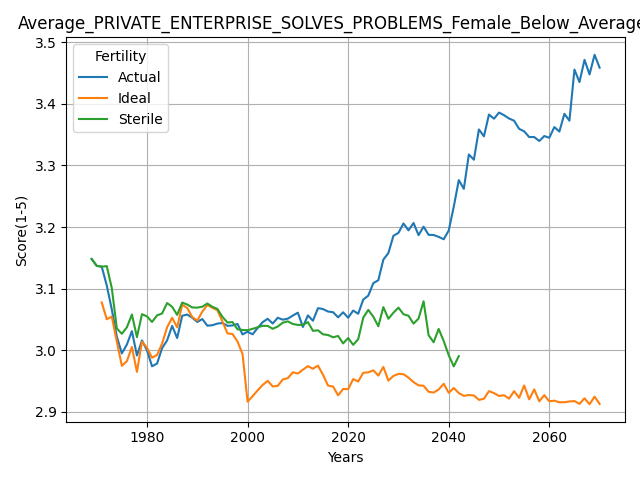 Average_PRIVATE_ENTERPRISE_SOLVES_PROBLEMS_Female_Below_Average
Fertility
Actual
Ideal
Sterile
Score(1-5)
3.5
3.4
3.3
3.2
3.1
3.0
2.9
1980 2000 2020 2040 2060
Years